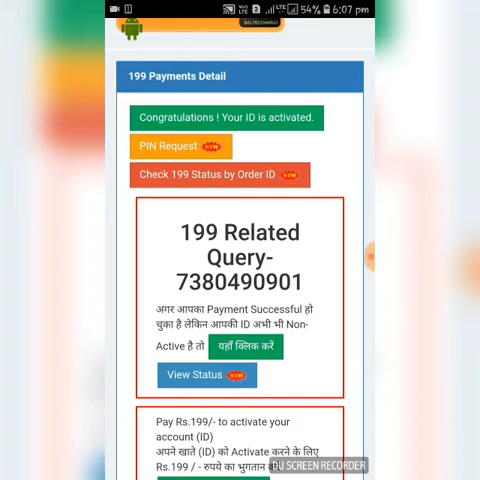 54% 6:07 pm
199 Payments Detail
Congratulations ! Your ID is activated.
PIN Request NEW
Check 199 Status by Order ID NEW
199 Related
Query-
7380490901
अगर आपका Payment Successful हो
चुका है लेकिन आपकी ID अभी भी Non-
Active है तो यहाँ क्लिक करें
View Status NEW
Pay Rs.199/- to activate your
account (ID)
अपने खाते (ID) को Activate करने के लिए
Rs.199 / - रुपये का भुगतान
DU SCREEN RECORDER